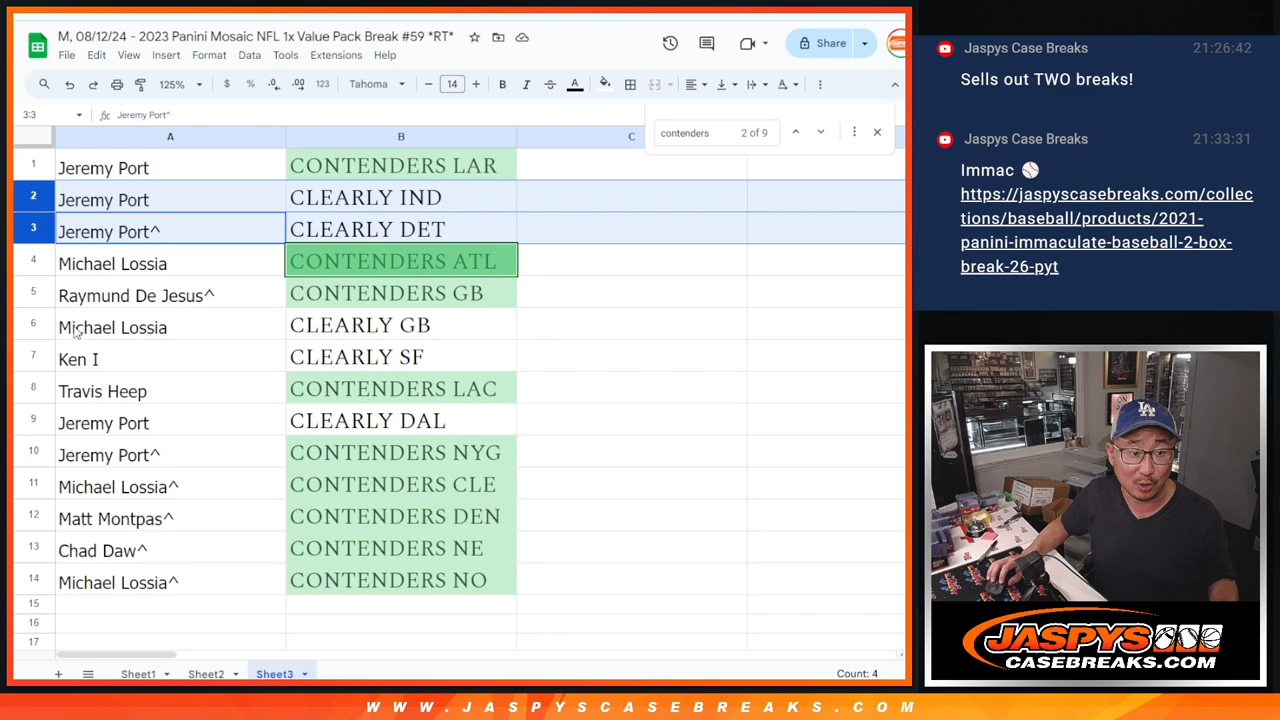 M, 08/12/24 - 2023 Panini Mosaic NFL 1x Value Pack Break #59 *RT*
File Edit View Insert Format Data Tools Extensions
Share
125% $ % .0 .00 123 Tahoma 14 B I A
3:3 fx Jeremy Port^
contenders 2 of 9
A B C
1 Jeremy Port CONTENDERS LAR
2 Jeremy Port CLEARLY IND
3 Jeremy Port^ CLEARLY DET
4 Michael Lossia CONTENDERS ATL
5 Raymund De Jesus^ CONTENDERS GB
6 Michael Lossia CLEARLY GB
7 Ken I CLEARLY SF
8 Travis Heep CONTENDERS LAC
9 Jeremy Port CLEARLY DAL
10 Jeremy Port^ CONTENDERS NYG
11 Michael Lossia^ CONTENDERS CLE
12 Matt Montpas^ CONTENDERS DEN
13 Chad Daw^ CONTENDERS NE
14 Michael Lossia^ CONTENDERS NO
15
16
17
Sheet1 Sheet2 Sheet3 Count: 4
Jaspys Case Breaks 21:26:42
Sells out TWO breaks!
Jaspys Case Breaks 21:33:31
Immac ⚾
https://jaspyscasebreaks.com/collec
tions/baseball/products/2021-
panini-immaculate-baseball-2-box-
break-26-pyt
LA
JASPYS
CASEBREAKS.COM
WWW.JASPYSCASEBREAKS.COM